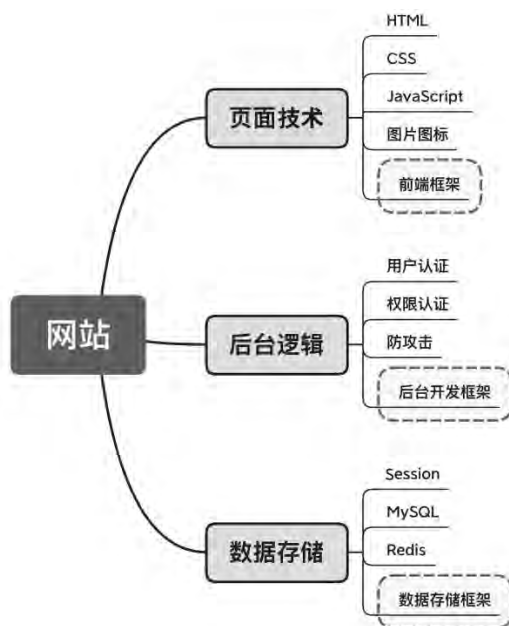 网站
页面技术
HTML
CSS
JavaScript
图片图标
前端框架
后台逻辑
用户认证
权限认证
防攻击
后台开发框架
数据存储
Session
MySQL
Redis
数据存储框架